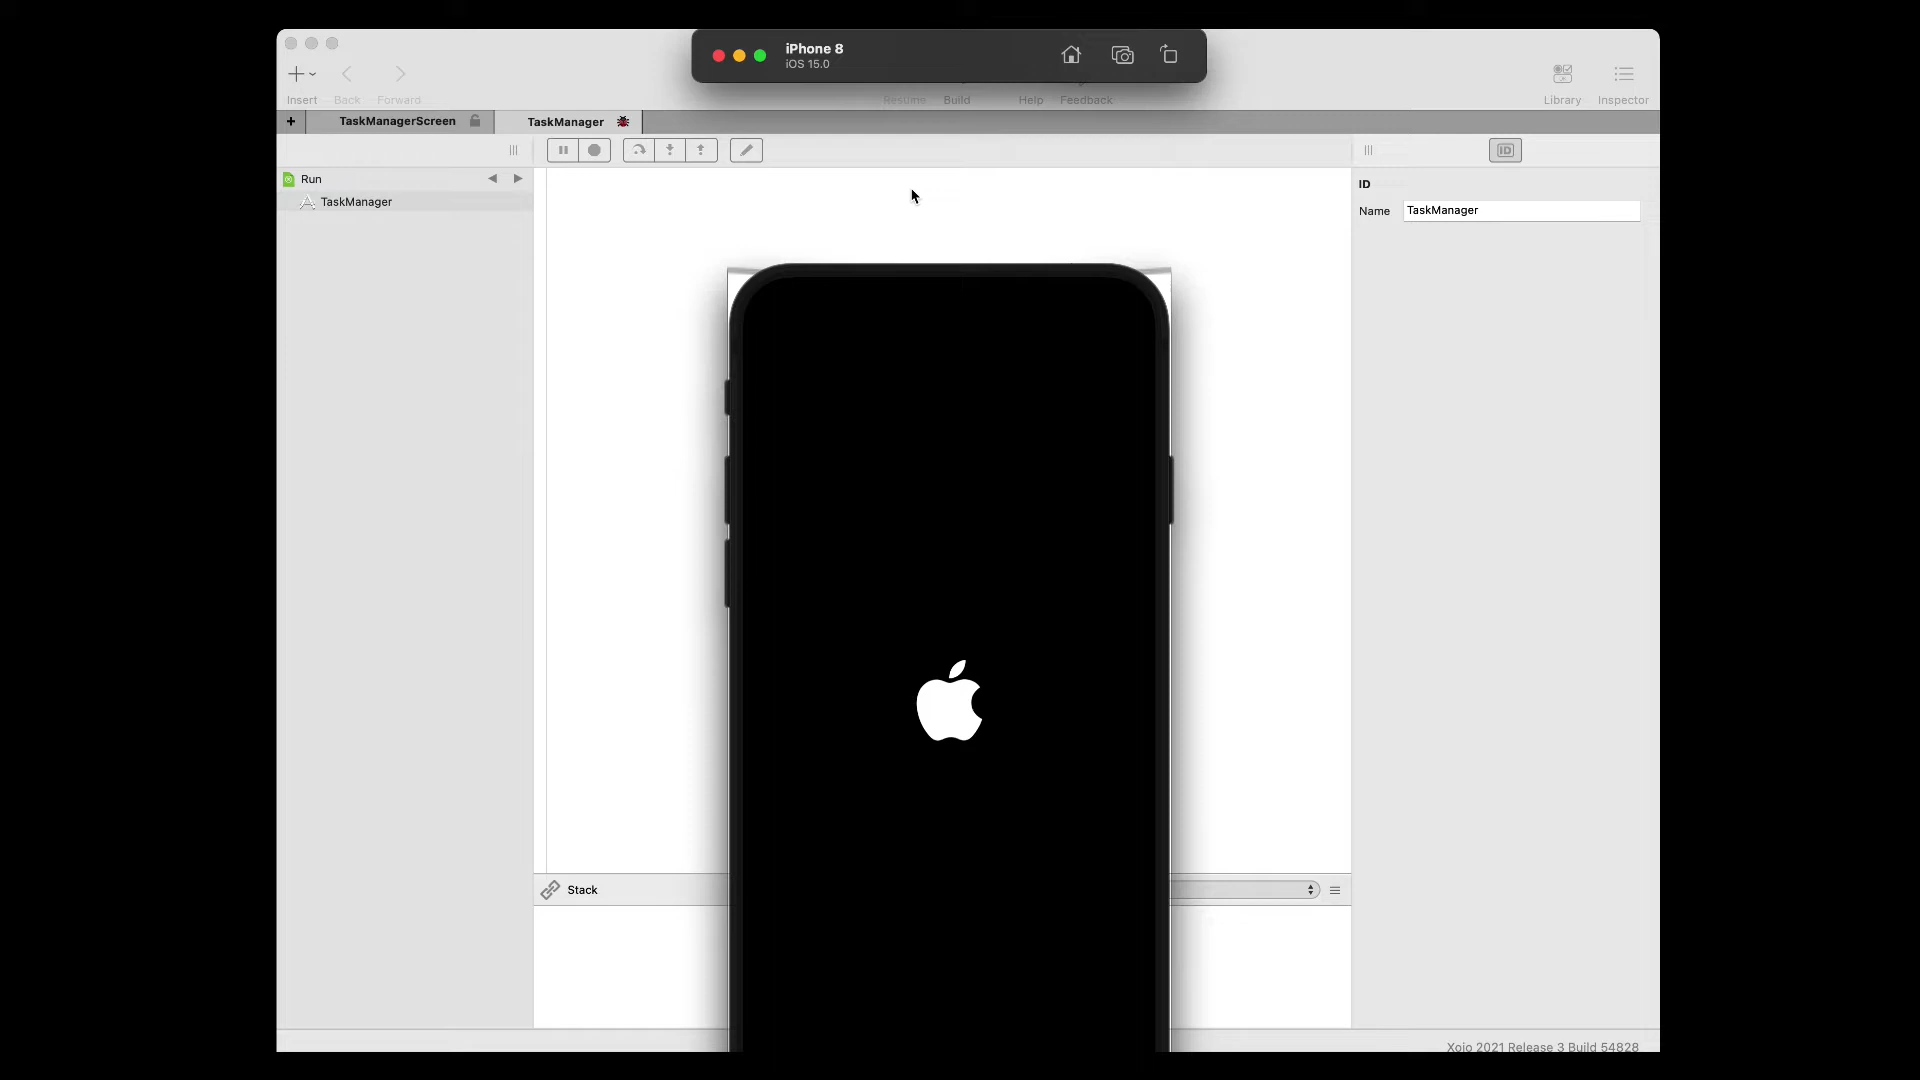 iPhone 8
iOS 15.0
Insert
Back
Forward
Resume
Build
Help
Feedback
Library
Inspector
+
TaskManagerScreen
TaskManager
Run
TaskManager
ID
ID
Name
TaskManager
Stack
Xojo 2021 Release 3 Build 54828